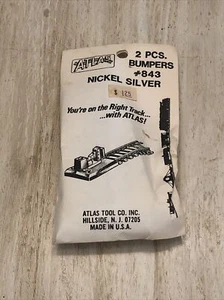 ATLAS
2 PCS.
BUMPERS
#843
NICKEL SILVER
$ 125
You're on the Right Track...
...with ATLAS!
ATLAS TOOL CO. INC.
HILLSIDE, N. J. 07205
MADE IN U.S.A.